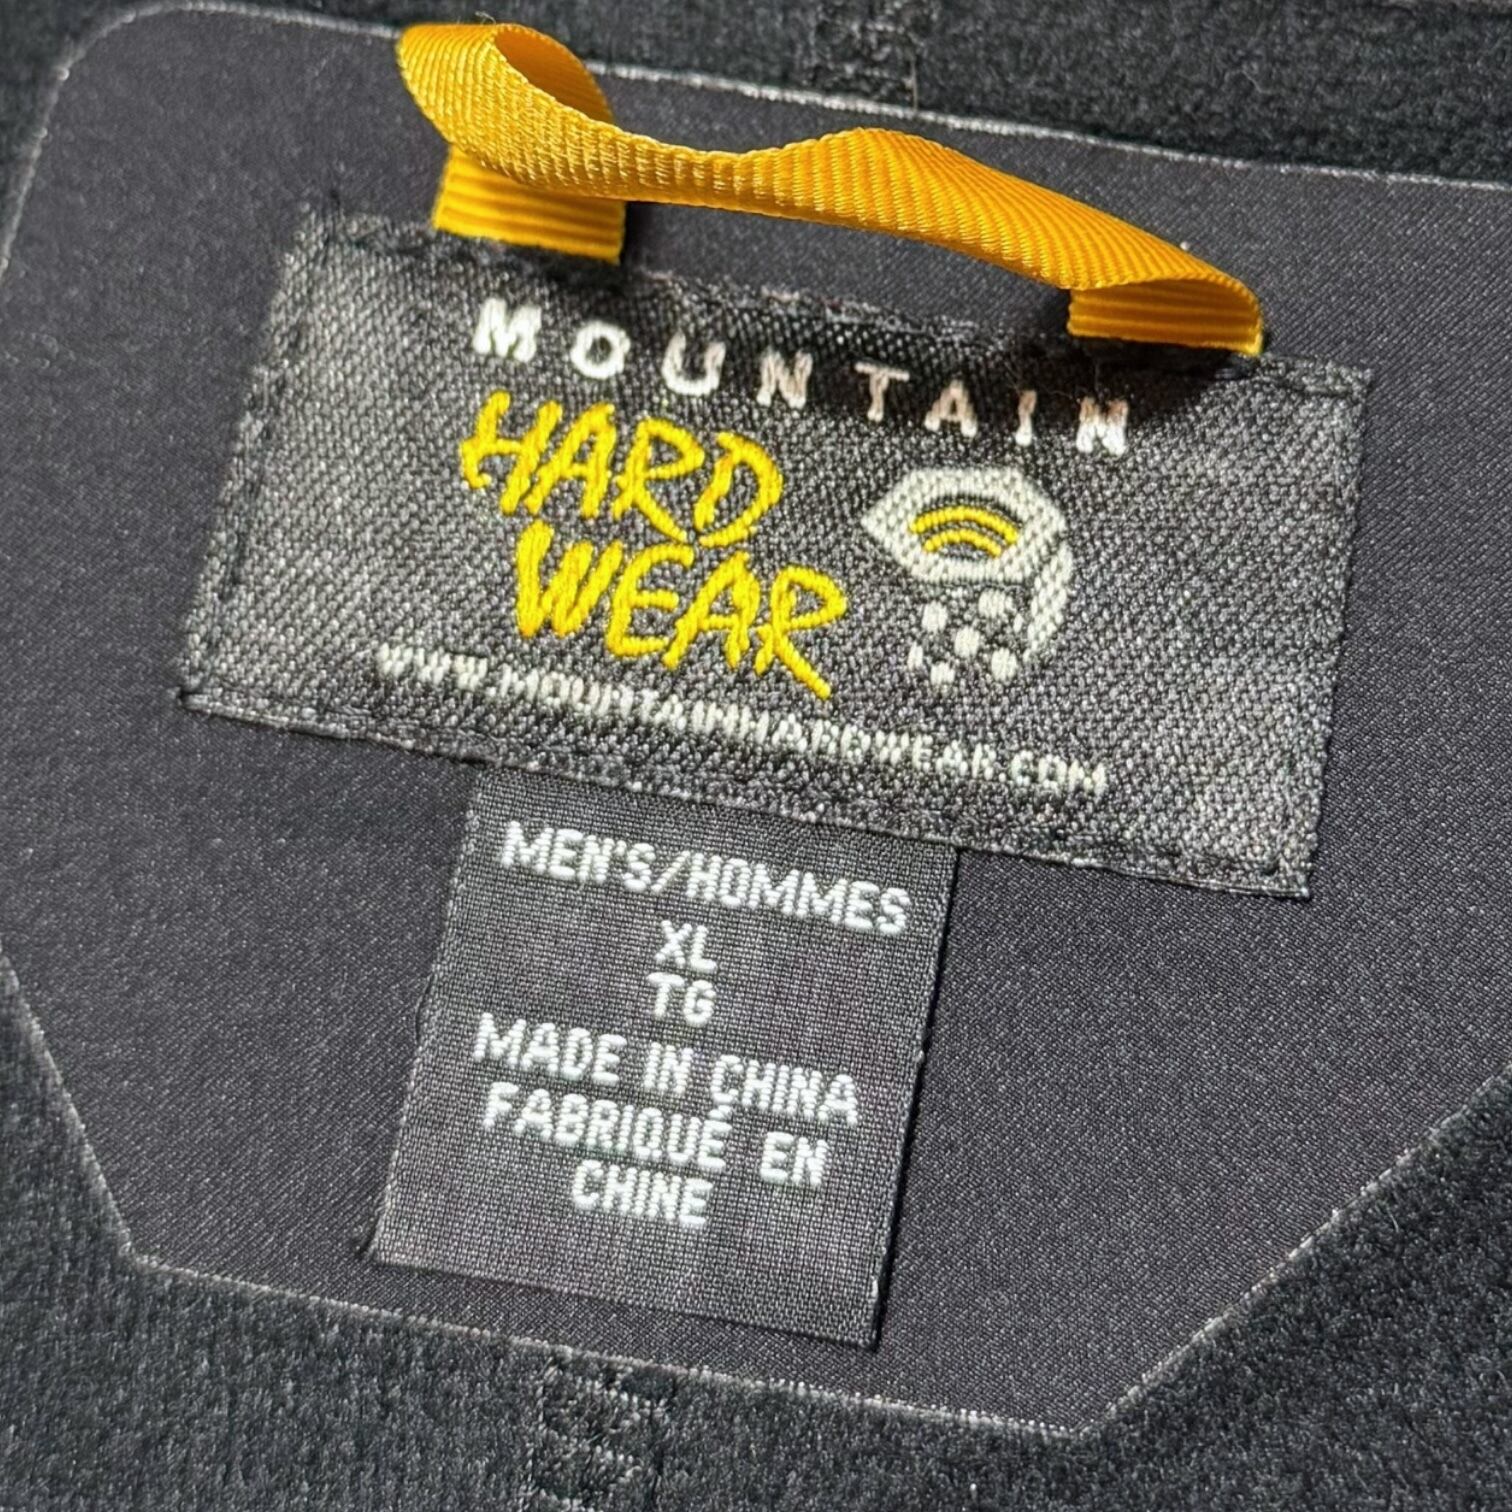 MOUNTAIN
HARD
WEAR
WWW.MOUNTAINHARDWEAR.COM
MEN'S/HOMMES
XL
TG
MADE IN CHINA
FABRIQUÉ EN
CHINE